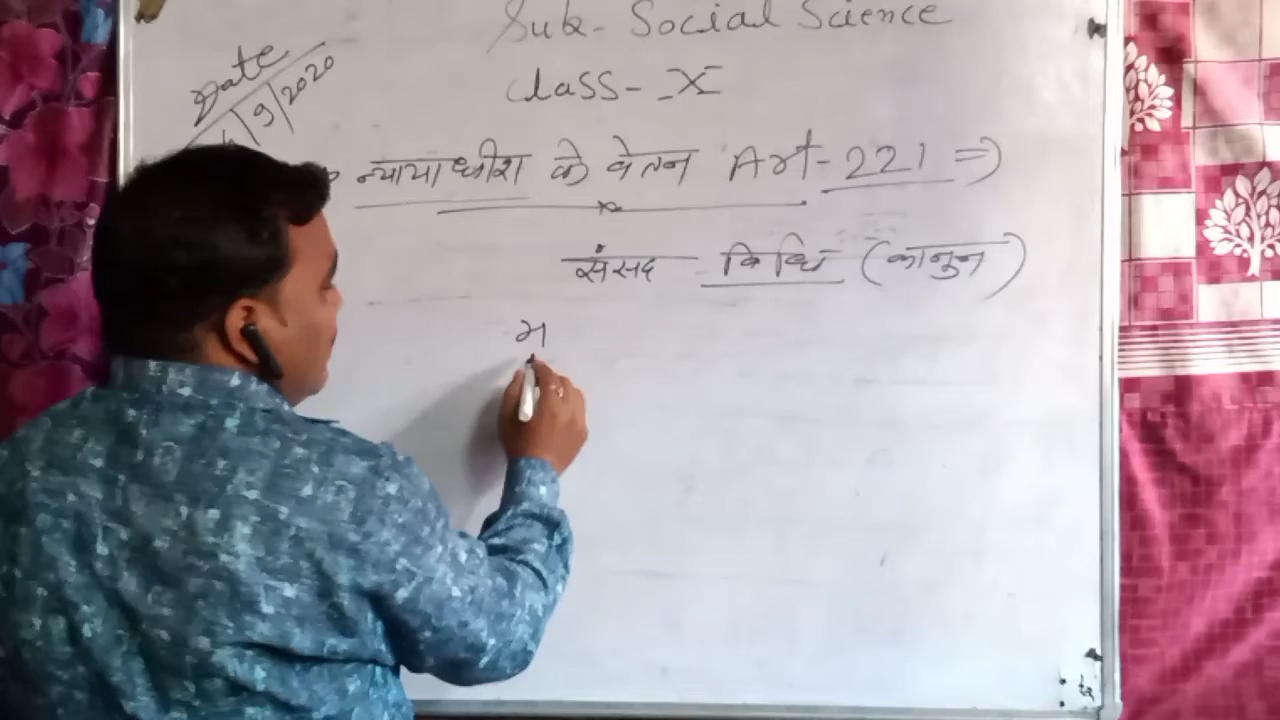 Sub- Social Science
Class- X
Date
9/2020
न्यायाधीश के वेतन Art- 221 ⇒
संसद विधि (कानुन)
भ